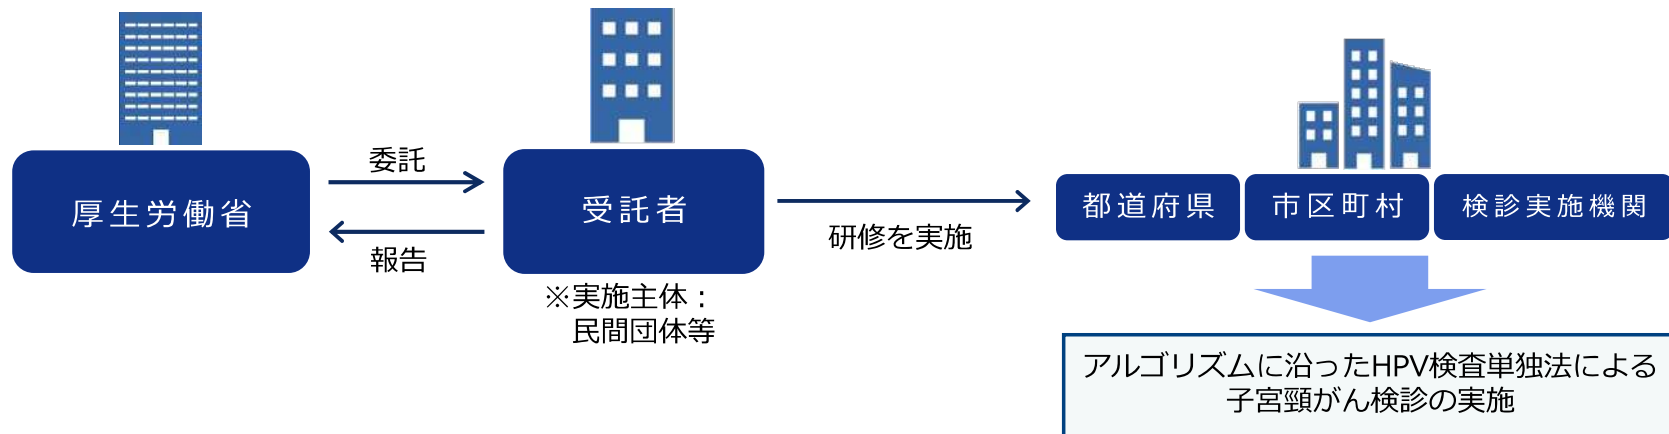 厚生労働省
委託
報告
受託者
※実施主体：
民間団体等
研修を実施
都道府県
市区町村
検診実施機関
アルゴリズムに沿ったHPV検査単独法による
子宮頸がん検診の実施